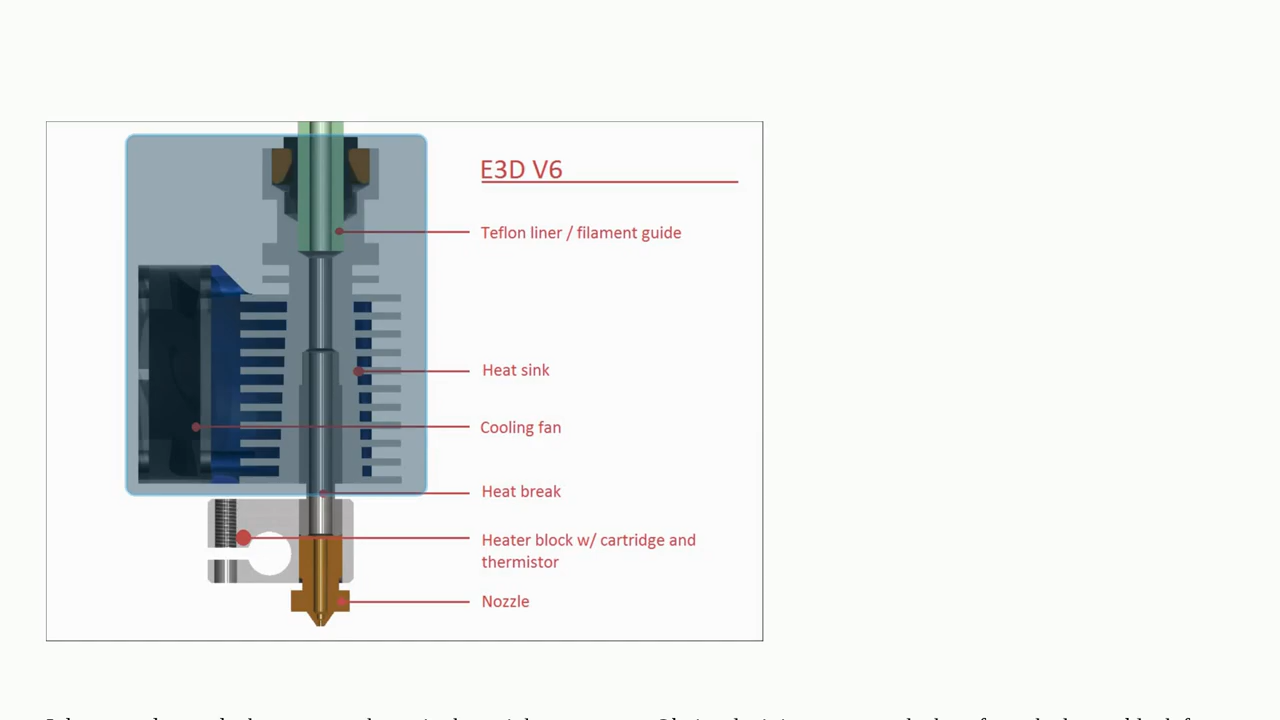 E3D V6
Teflon liner / filament guide
Heat sink
Cooling fan
Heat break
Heater block w/ cartridge and
thermistor
Nozzle